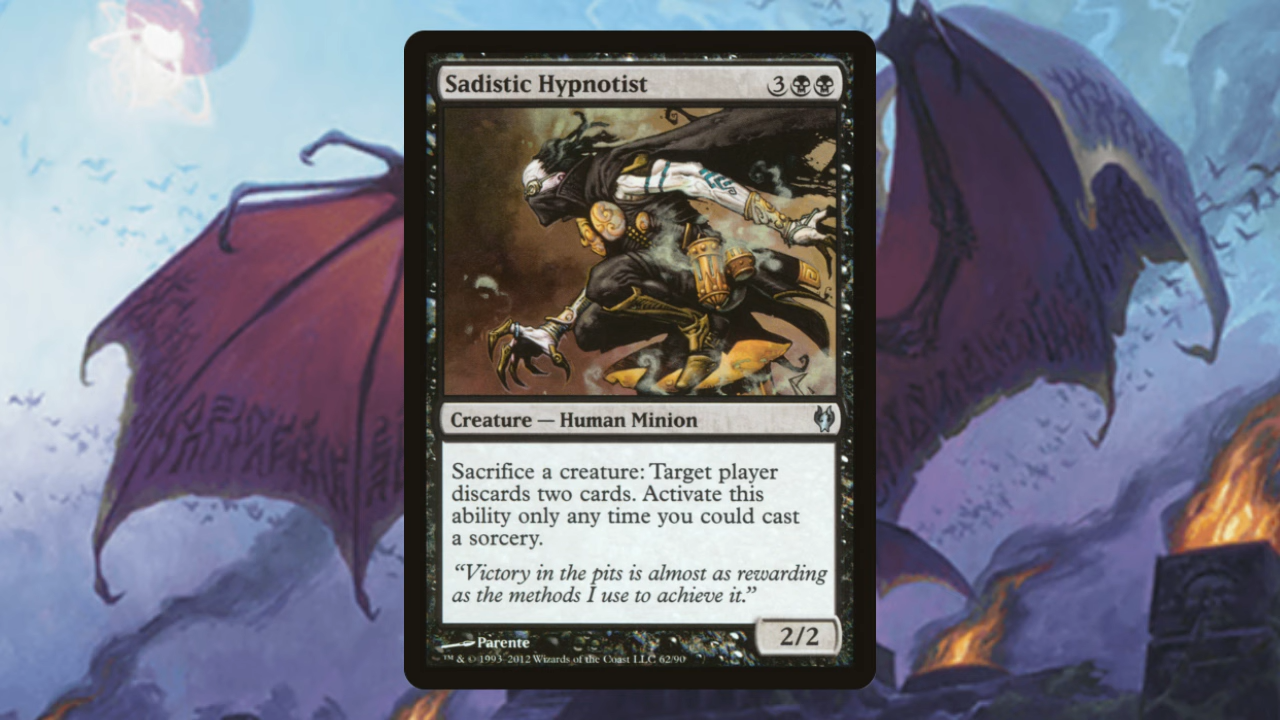 Sadistic Hypnotist 3
Creature — Human Minion
Sacrifice a creature: Target player
discards two cards. Activate this
ability only any time you could cast
a sorcery.
“Victory in the pits is almost as rewarding
as the methods I use to achieve it.”
2/2
Parente
™ & © 1993–2012 Wizards of the Coast LLC 62/90